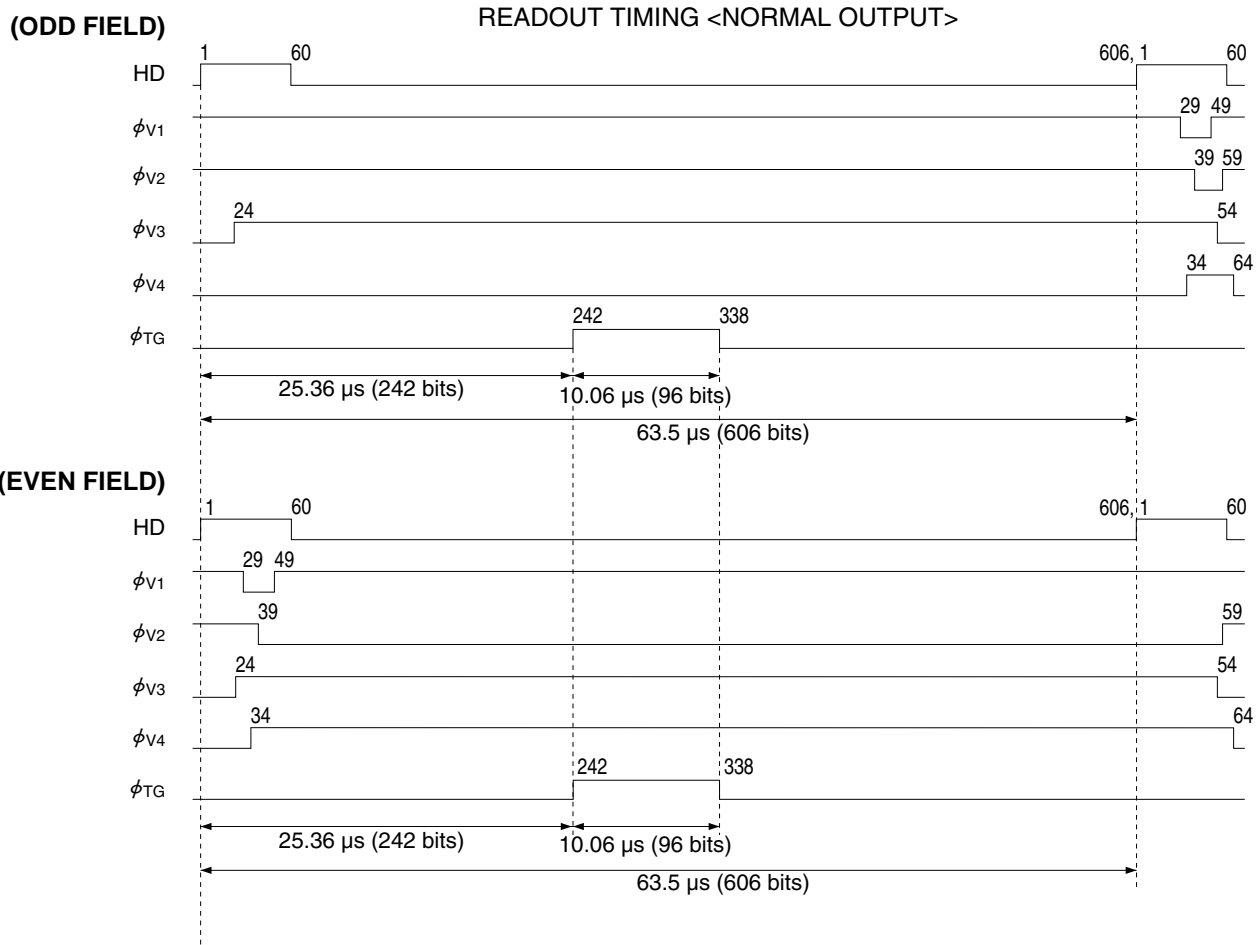 READOUT TIMING <NORMAL OUTPUT>
(ODD FIELD)
HD
1
60
606, 1
60
ϕV1
29 49
ϕV2
39 59
ϕV3
24
54
ϕV4
34
64
ϕTG
242
338
25.36 µs (242 bits)
10.06 µs (96 bits)
63.5 µs (606 bits)
(EVEN FIELD)
HD
1
60
606, 1
60
ϕV1
29 49
ϕV2
39
59
ϕV3
24
54
ϕV4
34
64
ϕTG
242
338
25.36 µs (242 bits)
10.06 µs (96 bits)
63.5 µs (606 bits)